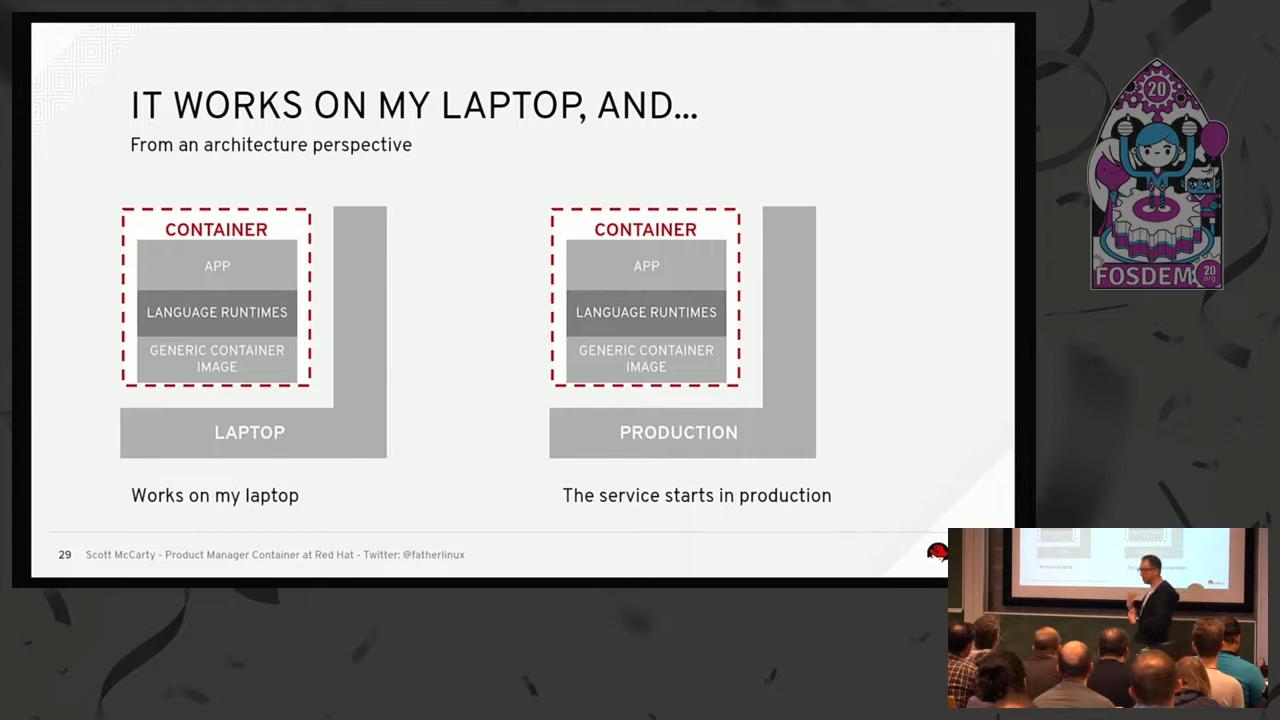 IT WORKS ON MY LAPTOP, AND...
From an architecture perspective
CONTAINER
APP
LANGUAGE RUNTIMES
GENERIC CONTAINER
IMAGE
LAPTOP
Works on my laptop
CONTAINER
APP
LANGUAGE RUNTIMES
GENERIC CONTAINER
IMAGE
PRODUCTION
The service starts in production
29 Scott McCarty - Product Manager Container at Red Hat - Twitter: @fatherlinux
20
FOSDEM
20
.org